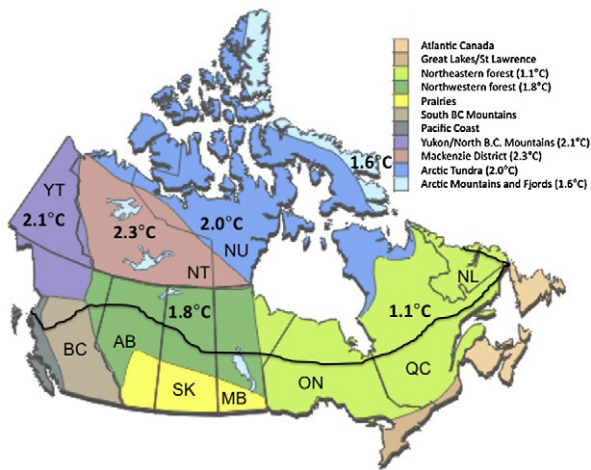 Atlantic Canada
Great Lakes/St Lawrence
Northeastern forest (1.1°C)
Northwestern forest (1.8°C)
Prairies
South BC Mountains
Pacific Coast
Yukon/North B.C. Mountains (2.1°C)
Mackenzie District (2.3°C)
Arctic Tundra (2.0°C)
Arctic Mountains and Fjords (1.6°C)
1.6°C
YT
2.1°C
2.3°C
2.0°C
NU
NT
NL
1.8°C
1.1°C
BC
AB
SK
MB
ON
QC